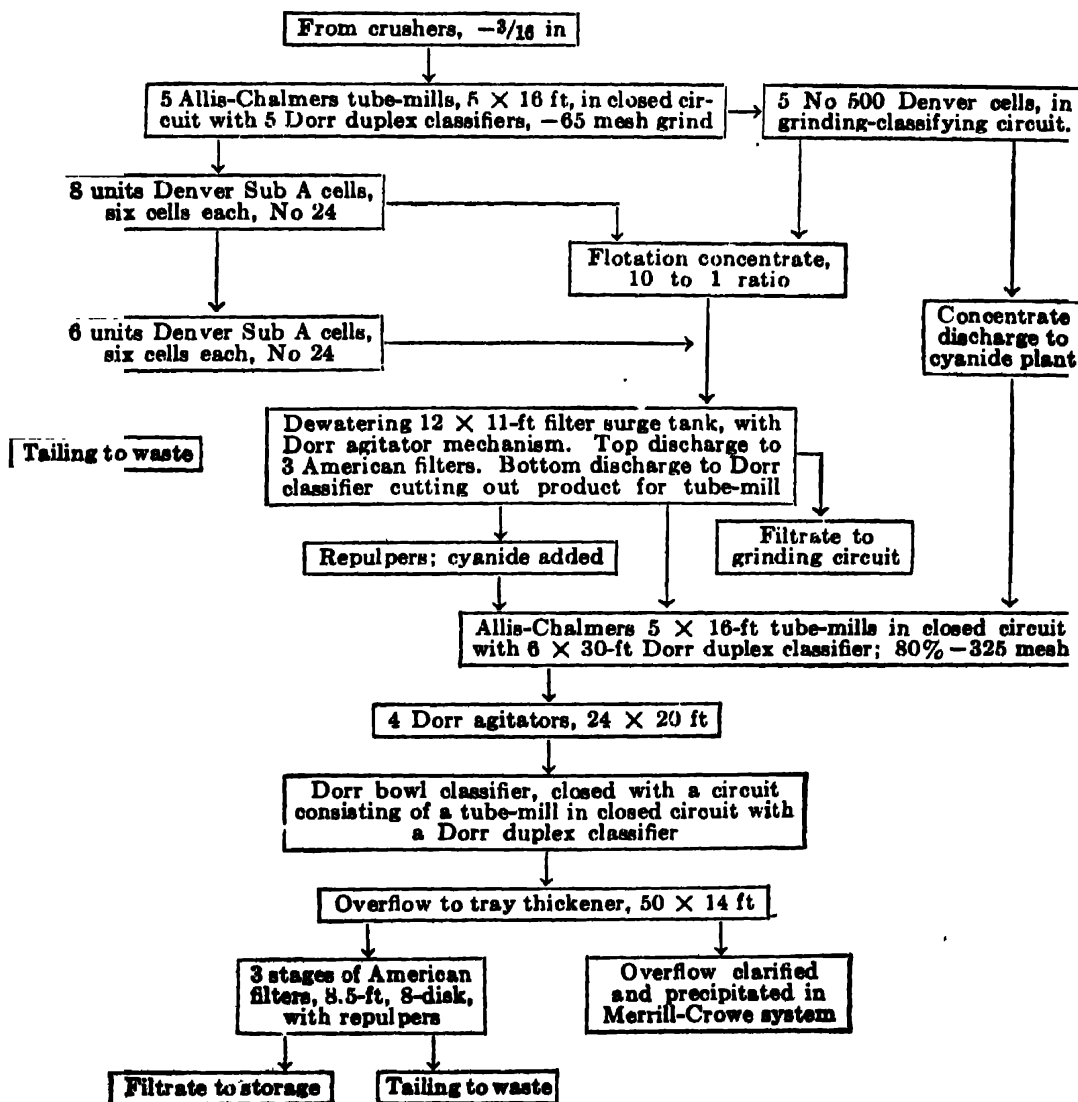 From crushers, −3/16 in
5 Allis-Chalmers tube-mills, 5 × 16 ft, in closed cir-
cuit with 5 Dorr duplex classifiers, −65 mesh grind
5 No 500 Denver cells, in
grinding-classifying circuit.
8 units Denver Sub A cells,
six cells each, No 24
Flotation concentrate,
10 to 1 ratio
6 units Denver Sub A cells,
six cells each, No 24
Concentrate
discharge to
cyanide plant
Tailing to waste
Dewatering 12 × 11-ft filter surge tank, with
Dorr agitator mechanism. Top discharge to
3 American filters. Bottom discharge to Dorr
classifier cutting out product for tube-mill
Filtrate to
grinding circuit
Repulpers; cyanide added
Allis-Chalmers 5 × 16-ft tube-mills in closed circuit
with 6 × 30-ft Dorr duplex classifier; 80% −325 mesh
4 Dorr agitators, 24 × 20 ft
Dorr bowl classifier, closed with a circuit
consisting of a tube-mill in closed circuit with
a Dorr duplex classifier
Overflow to tray thickener, 50 × 14 ft
3 stages of American
filters, 8.5-ft, 8-disk,
with repulpers
Overflow clarified
and precipitated in
Merrill-Crowe system
Filtrate to storage
Tailing to waste